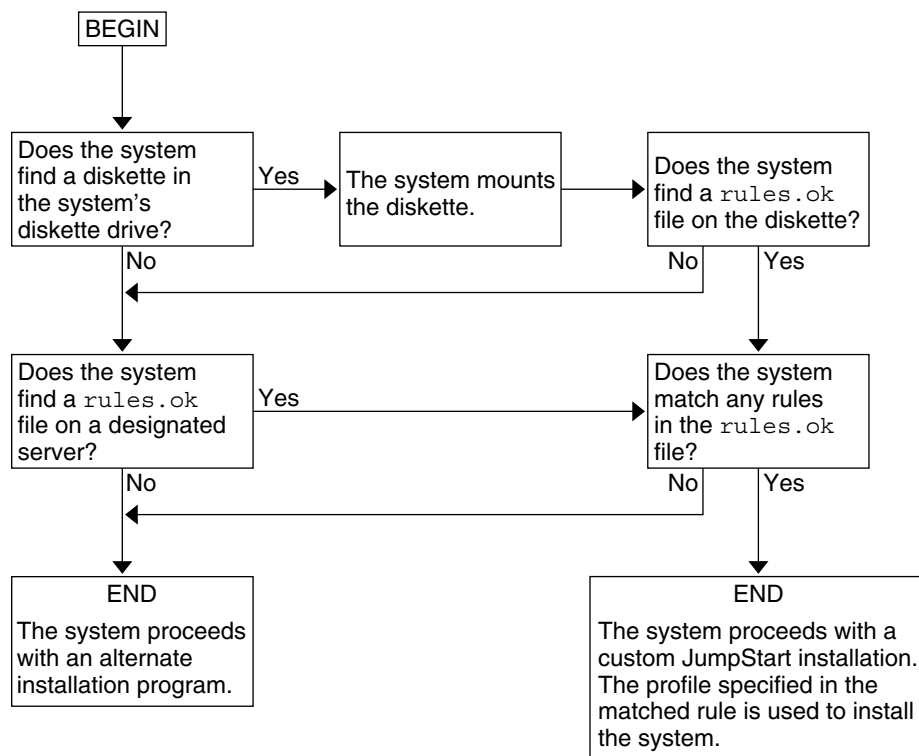 BEGIN
Does the system
find a diskette in
the system's
diskette drive?
Yes
The system mounts
the diskette.
Does the system
find a rules.ok
file on the diskette?
No
No
Yes
Does the system
find a rules.ok
file on a designated
server?
Yes
Does the system
match any rules
in the rules.ok
file?
No
No
Yes
END
The system proceeds
with an alternate
installation program.
END
The system proceeds with a
custom JumpStart installation.
The profile specified in the
matched rule is used to install
the system.